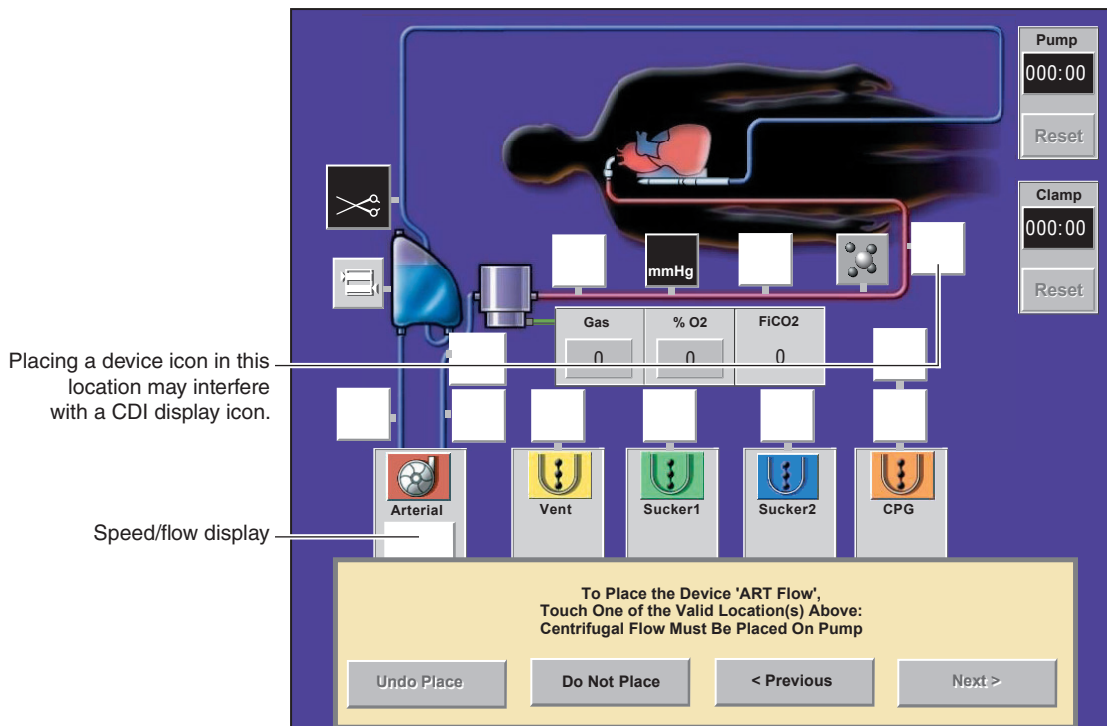 Pump
000:00
Reset
Clamp
000:00
Reset
mmHg
Gas
% O2
FiCO2
0
0
0
Placing a device icon in this
location may interfere
with a CDI display icon.
Arterial
Vent
Sucker1
Sucker2
CPG
Speed/flow display
To Place the Device 'ART Flow',
Touch One of the Valid Location(s) Above:
Centrifugal Flow Must Be Placed On Pump
Undo Place
Do Not Place
< Previous
Next >